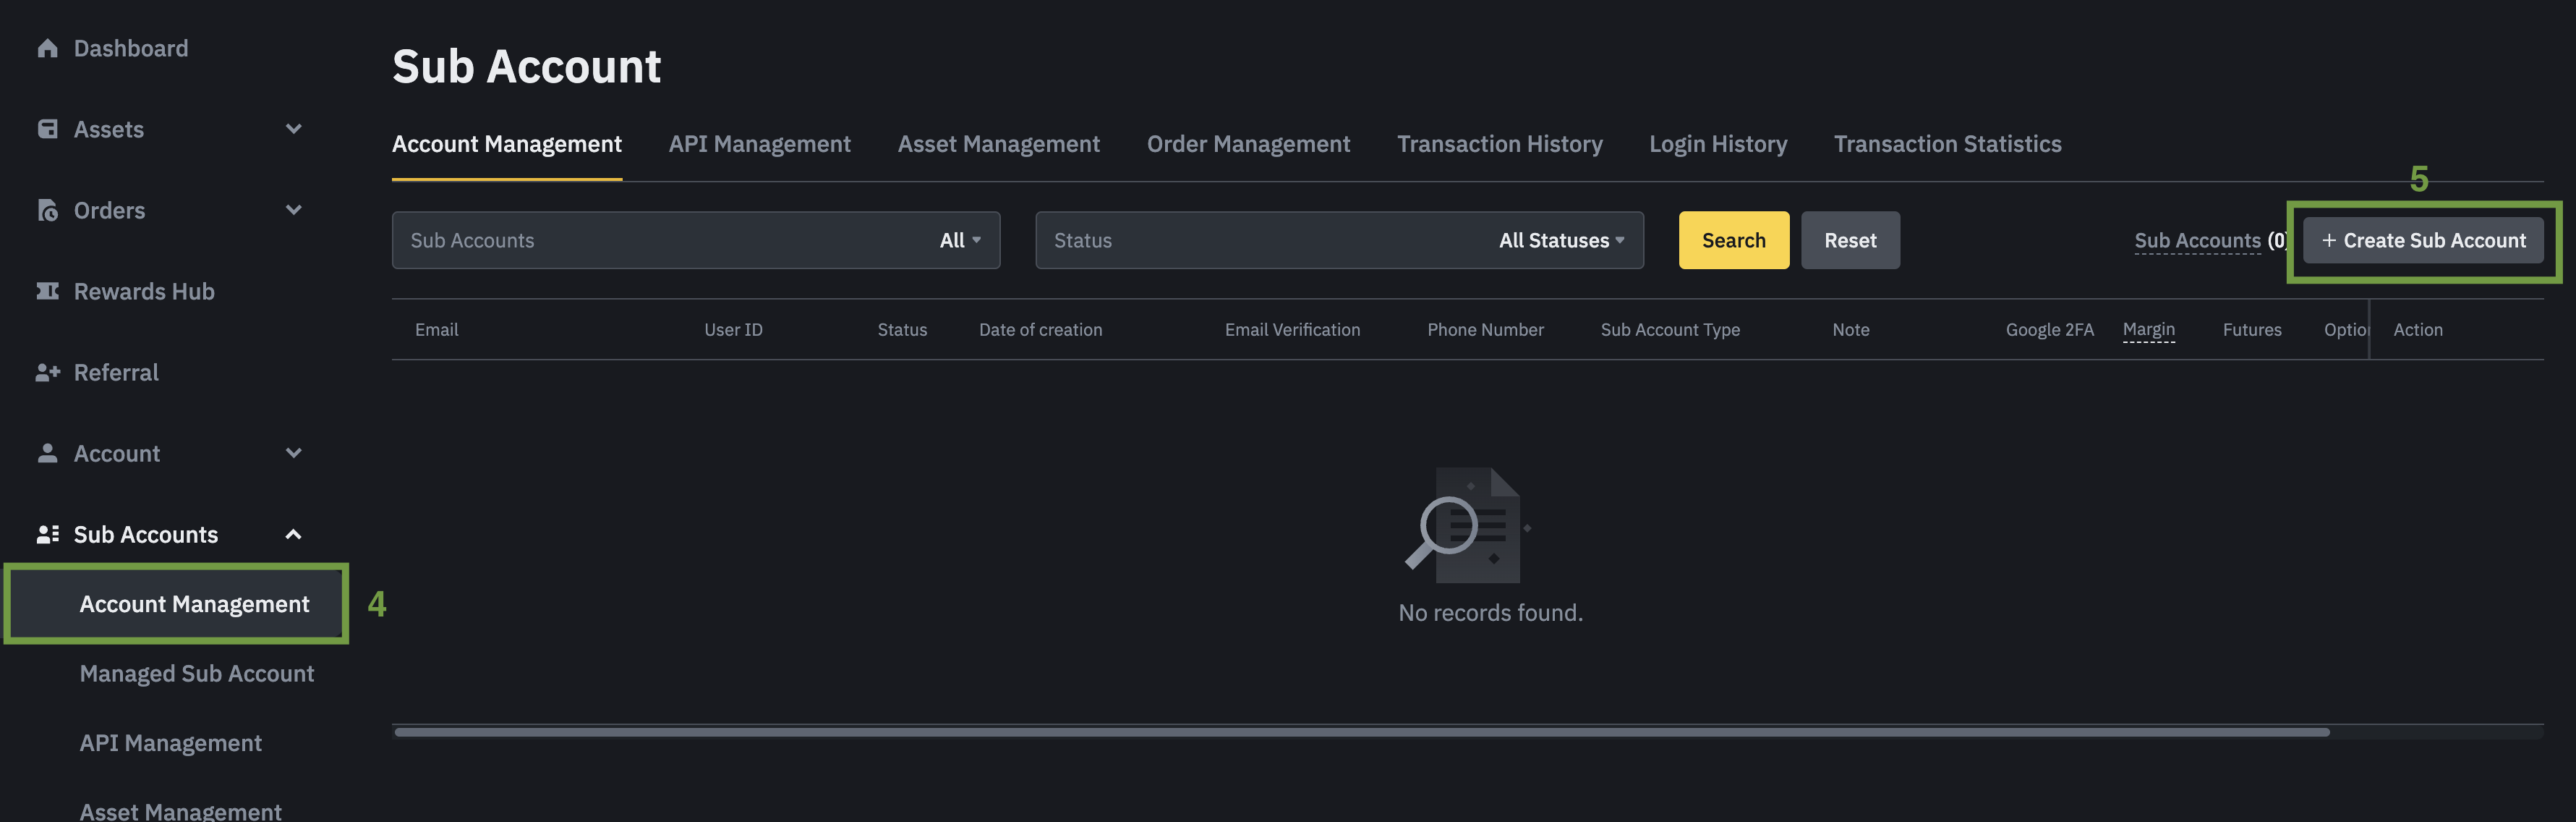 Dashboard
Assets
Orders
Rewards Hub
Referral
Account
Sub Accounts
Account Management
4
Managed Sub Account
API Management
Asset Management
Sub Account
Account Management API Management Asset Management Order Management Transaction History Login History Transaction Statistics
5
Sub Accounts All Status All Statuses Search Reset Sub Accounts (0) + Create Sub Account
Email User ID Status Date of creation Email Verification Phone Number Sub Account Type Note Google 2FA Margin Futures Optio Action
No records found.